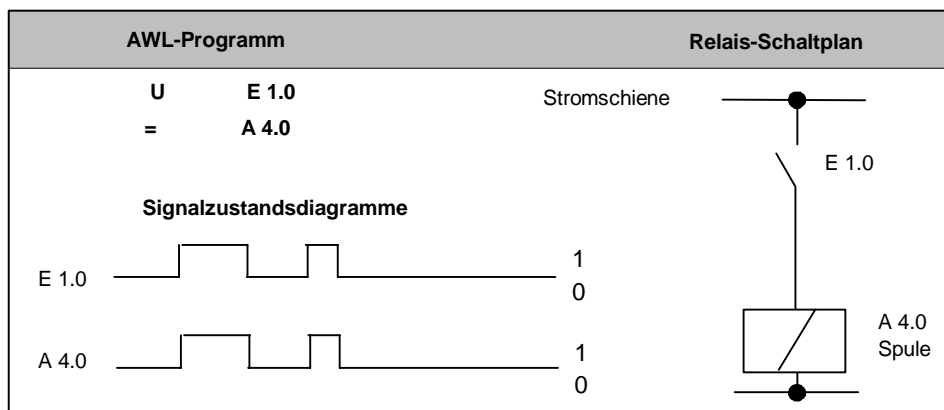 AWL-Programm
Relais-Schaltplan
U E 1.0
= A 4.0
Stromschiene
E 1.0
Signalzustandsdiagramme
E 1.0
1
0
A 4.0
1
0
A 4.0
Spule